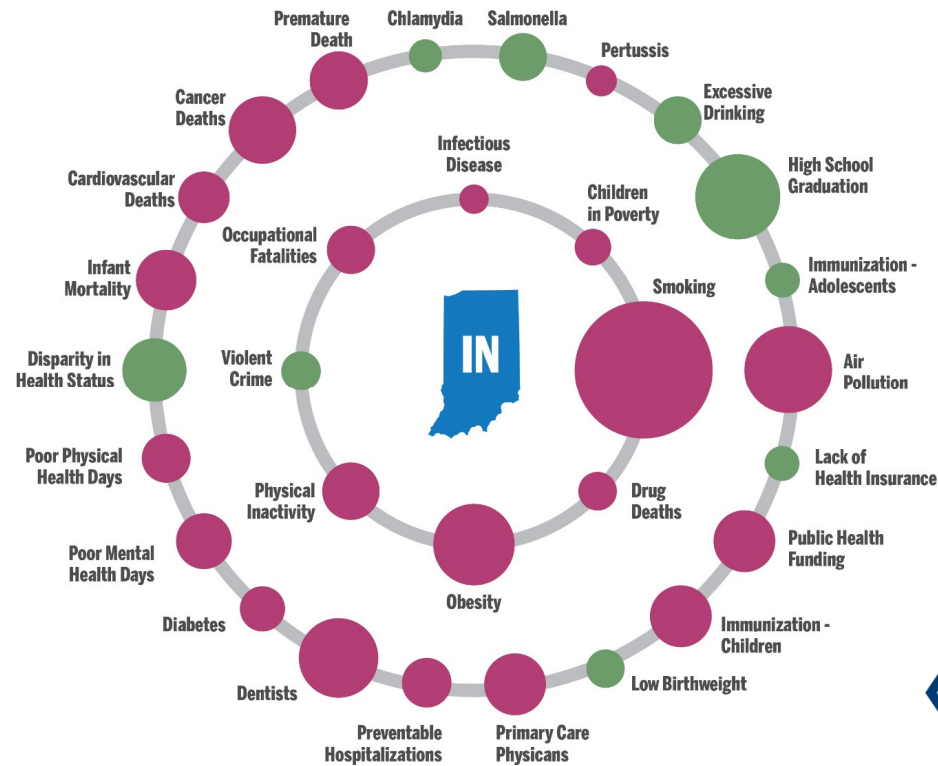 Premature
Death
Chlamydia
Salmonella
Pertussis
Excessive
Drinking
High School
Graduation
Immunization -
Adolescents
Air
Pollution
Lack of
Health Insurance
Public Health
Funding
Immunization -
Children
Low Birthweight
Primary Care
Physicans
Preventable
Hospitalizations
Dentists
Diabetes
Poor Mental
Health Days
Poor Physical
Health Days
Disparity in
Health Status
Infant
Mortality
Cardiovascular
Deaths
Cancer
Deaths
Infectious
Disease
Children
in Poverty
Smoking
Drug
Deaths
Obesity
Physical
Inactivity
Violent
Crime
Occupational
Fatalities
IN